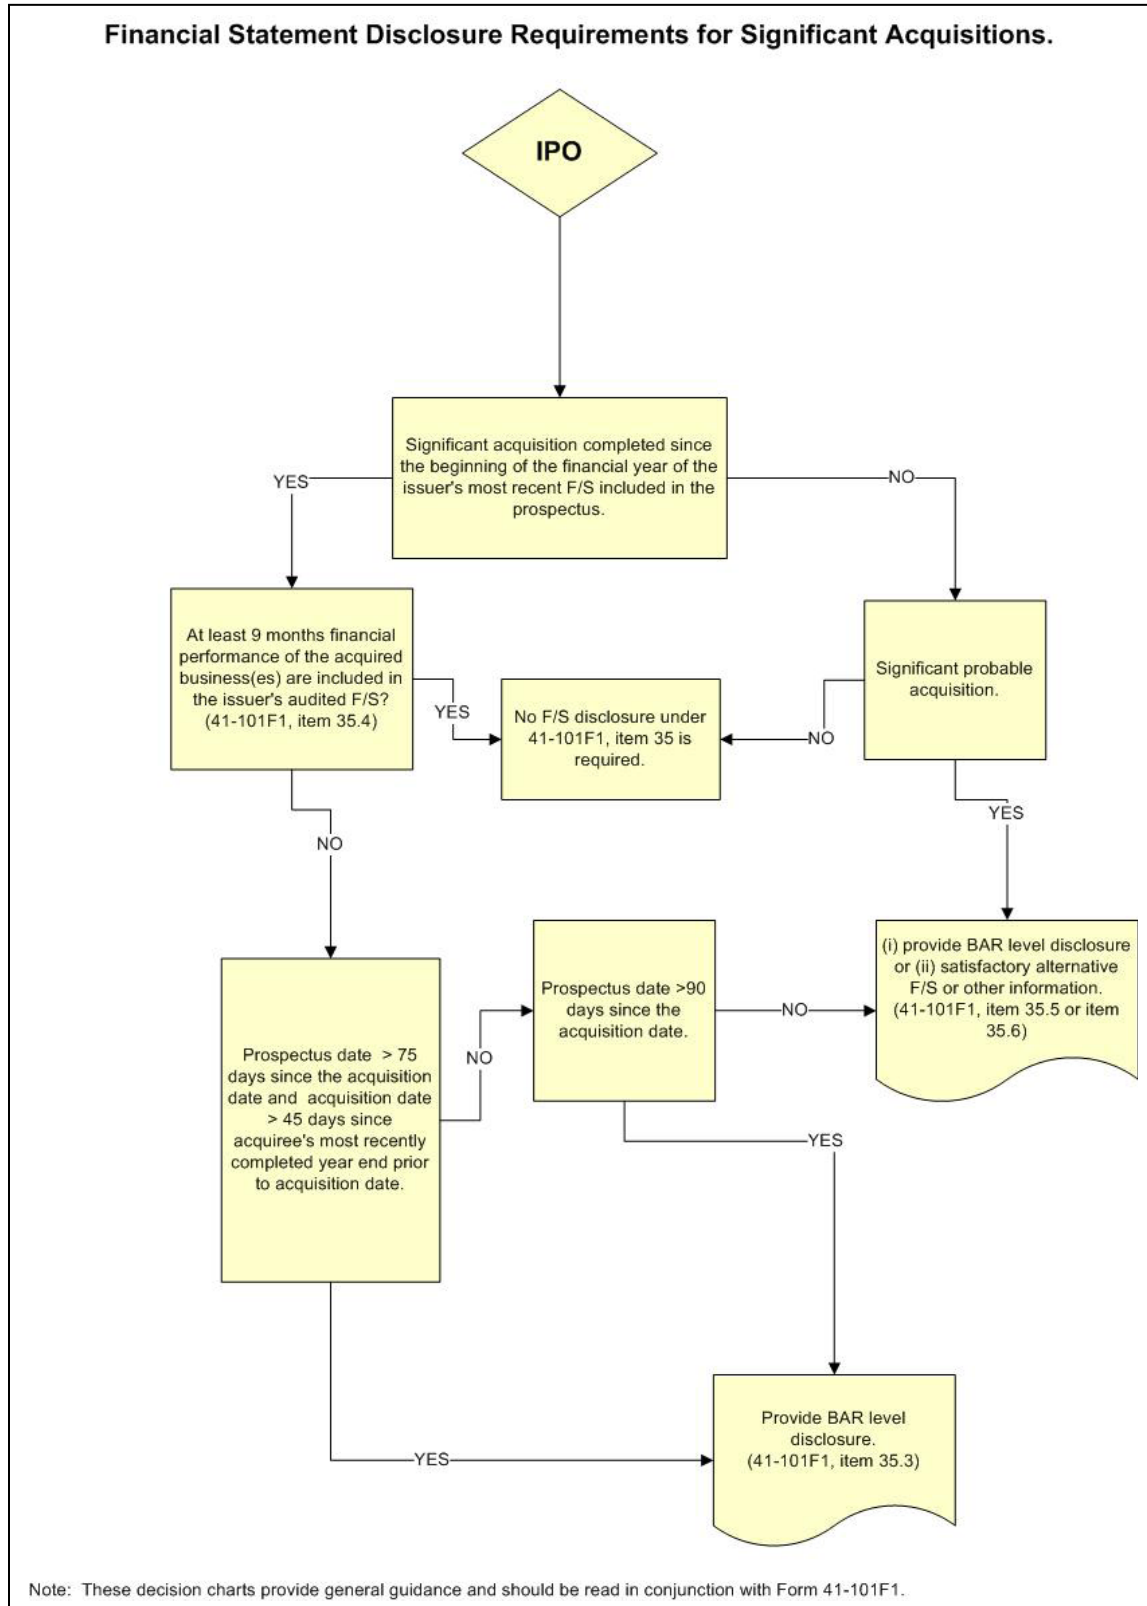 Financial Statement Disclosure Requirements for Significant Acquisitions.
IPO
Significant acquisition completed since
the beginning of the financial year of the
issuer's most recent F/S included in the
prospectus.
YES
NO
At least 9 months financial
performance of the acquired
business(es) are included in
the issuer's audited F/S?
(41-101F1, item 35.4)
YES
No F/S disclosure under
41-101F1, item 35 is
required.
NO
Significant probable
acquisition.
YES
NO
Prospectus date > 75
days since the acquisition
date and acquisition date
> 45 days since
acquiree's most recently
completed year end prior
to acquisition date.
NO
Prospectus date >90
days since the
acquisition date.
NO
(i) provide BAR level disclosure
or (ii) satisfactory alternative
F/S or other information.
(41-101F1, item 35.5 or item
35.6)
YES
YES
Provide BAR level
disclosure.
(41-101F1, item 35.3)
Note: These decision charts provide general guidance and should be read in conjunction with Form 41-101F1.